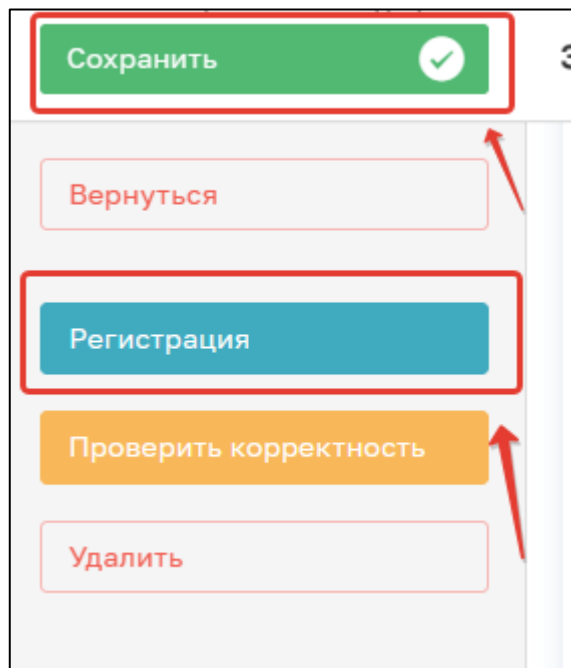 Сохранить
Вернуться
Регистрация
Проверить корректность
Удалить